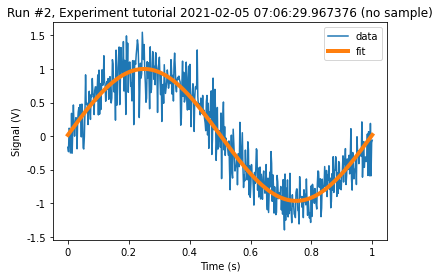 Run #2, Experiment tutorial 2021-02-05 07:06:29.967376 (no sample)
data
fit
1.5
1
0.5
0
-0.5
-1
-1.5
Signal (V)
0
0.2
0.4
0.6
0.8
1
Time (s)